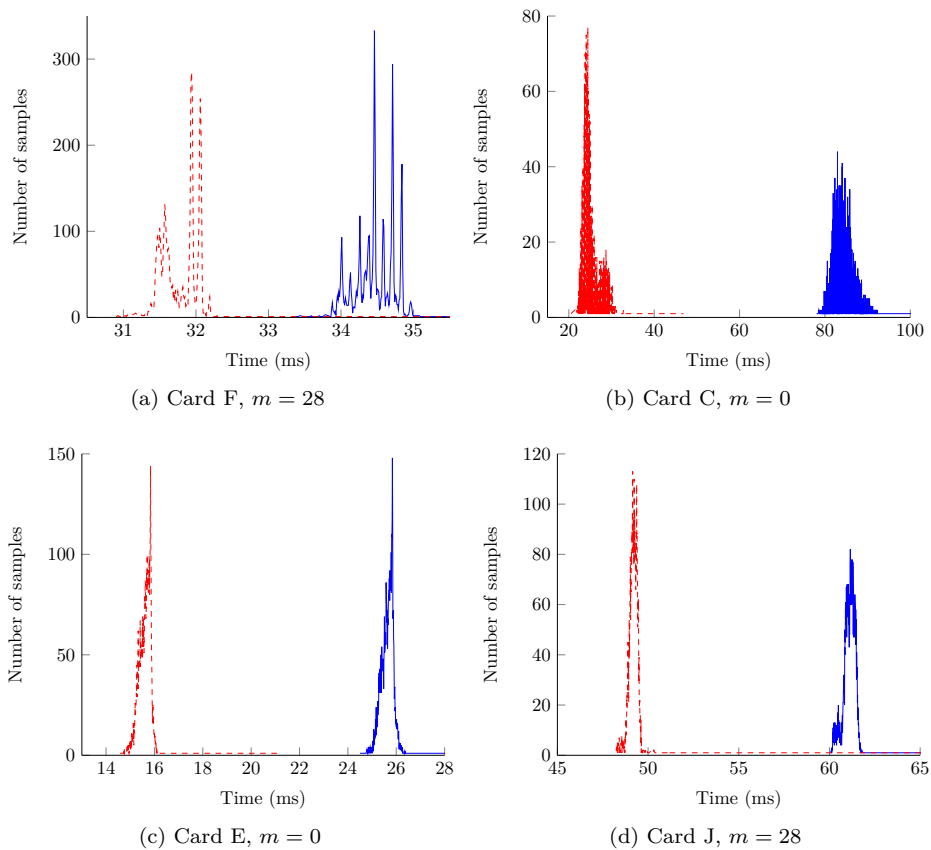 Number of samples
300
200
100
0
31 32 33 34 35
Time (ms)
(a) Card F, m = 28
Number of samples
80
60
40
20
0
20 40 60 80 100
Time (ms)
(b) Card C, m = 0
Number of samples
150
100
50
0
14 16 18 20 22 24 26 28
Time (ms)
(c) Card E, m = 0
Number of samples
120
100
80
60
40
20
0
45 50 55 60 65
Time (ms)
(d) Card J, m = 28